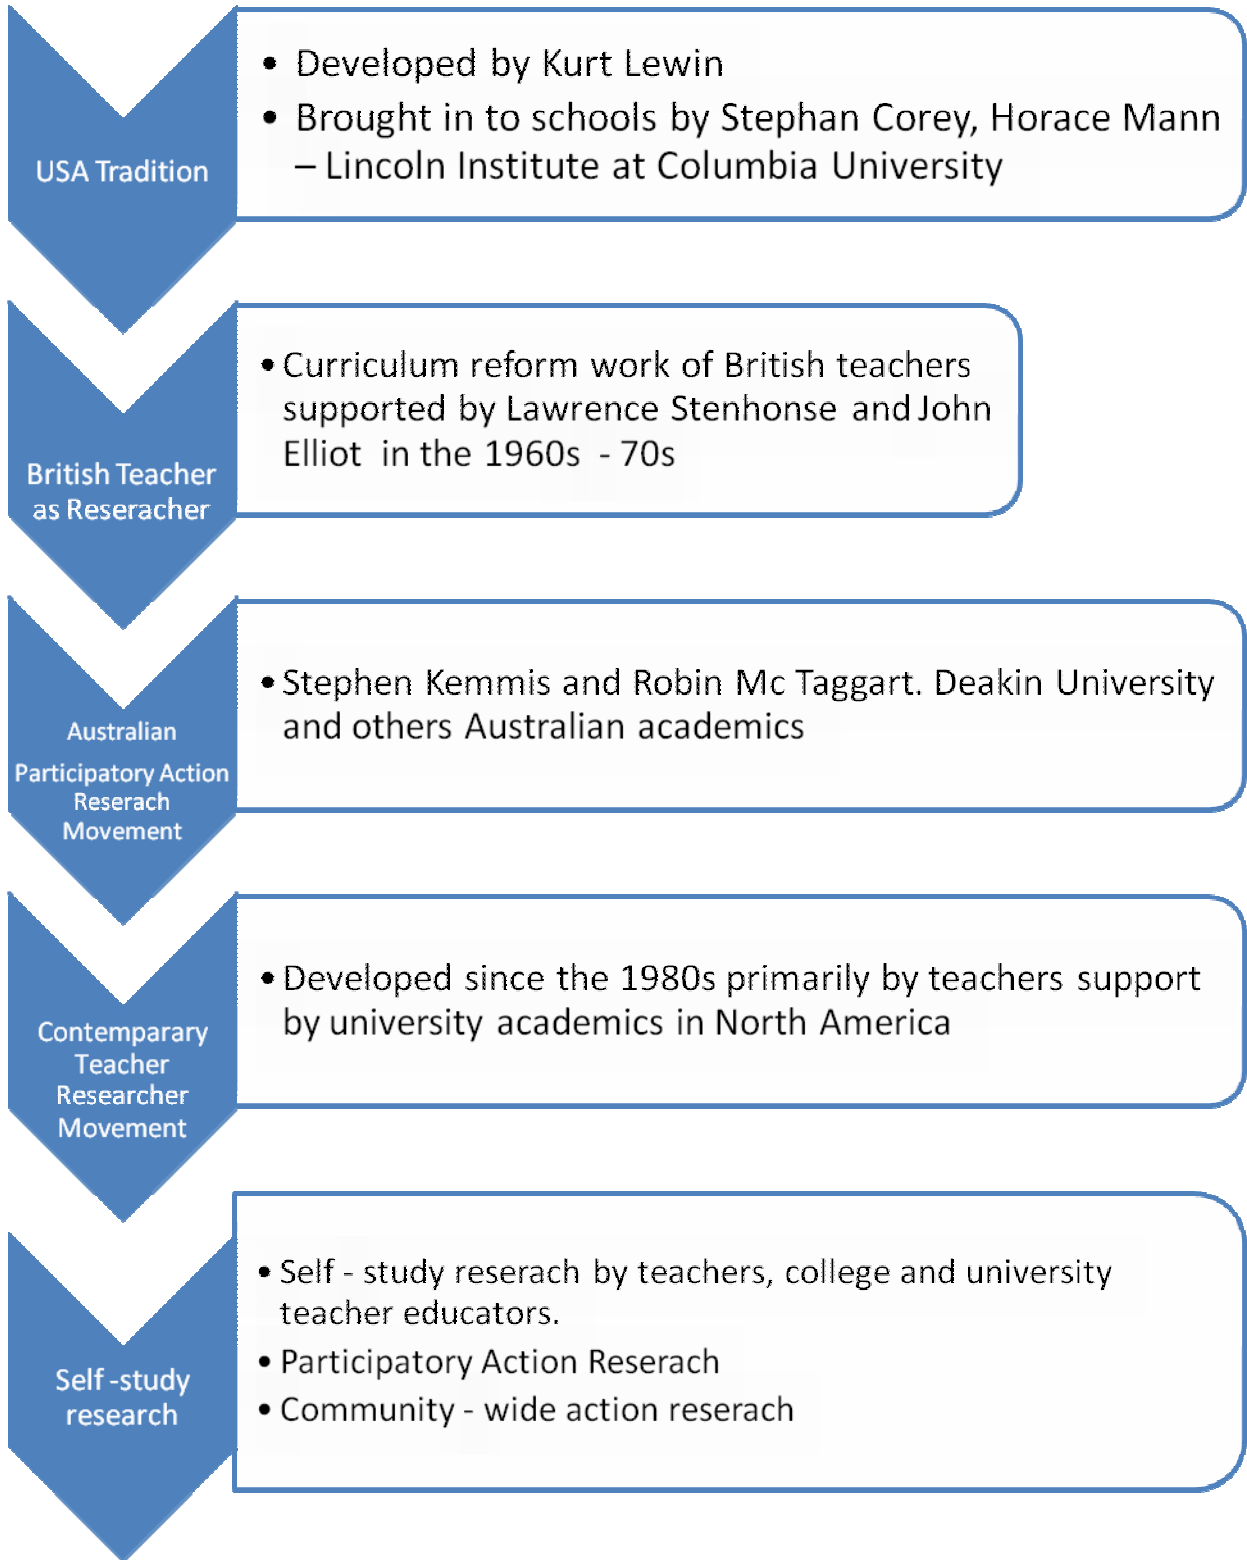 USA Tradition
• Developed by Kurt Lewin
• Brought in to schools by Stephan Corey, Horace Mann
– Lincoln Institute at Columbia University
British Teacher
as Reseracher
• Curriculum reform work of British teachers
supported by Lawrence Stenhonse and John
Elliot in the 1960s - 70s
Australian
Participatory Action
Reserach
Movement
• Stephen Kemmis and Robin Mc Taggart. Deakin University
and others Australian academics
Contemparary
Teacher
Researcher
Movement
• Developed since the 1980s primarily by teachers support
by university academics in North America
Self -study
research
• Self - study reserach by teachers, college and university
teacher educators.
• Participatory Action Reserach
• Community - wide action reserach